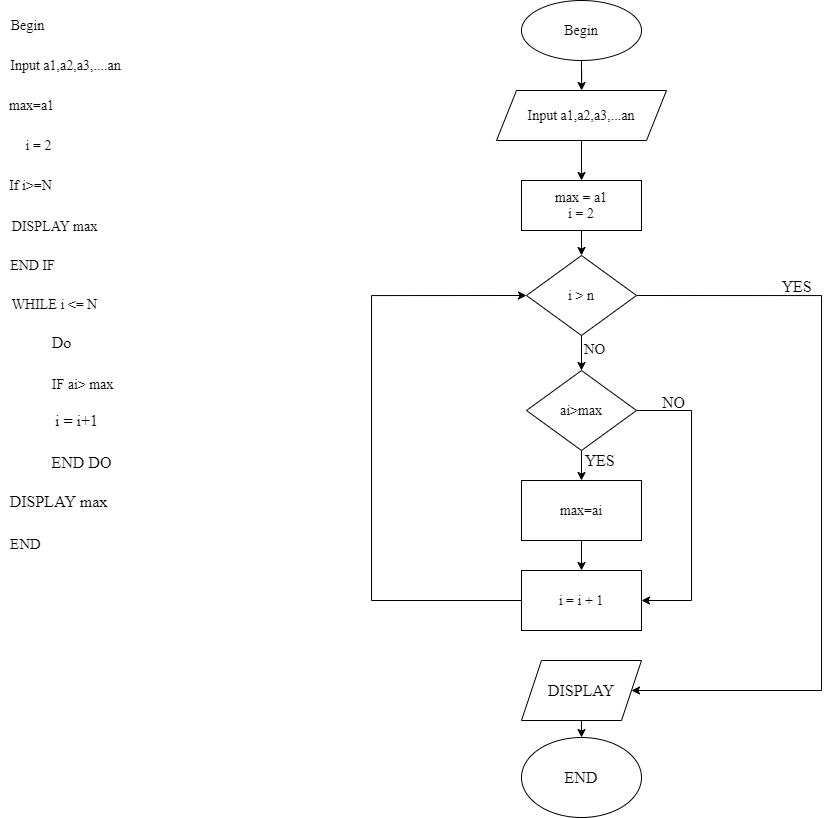 Begin
Input a1,a2,a3,....an
max=a1
i = 2
If i>=N
DISPLAY max
END IF
WHILE i <= N
Do
IF ai> max
i = i+1
END DO
DISPLAY max
END
Begin
Input a1,a2,a3,...an
max = a1
i = 2
i > n
YES
NO
ai>max
NO
YES
max=ai
i = i + 1
DISPLAY
END